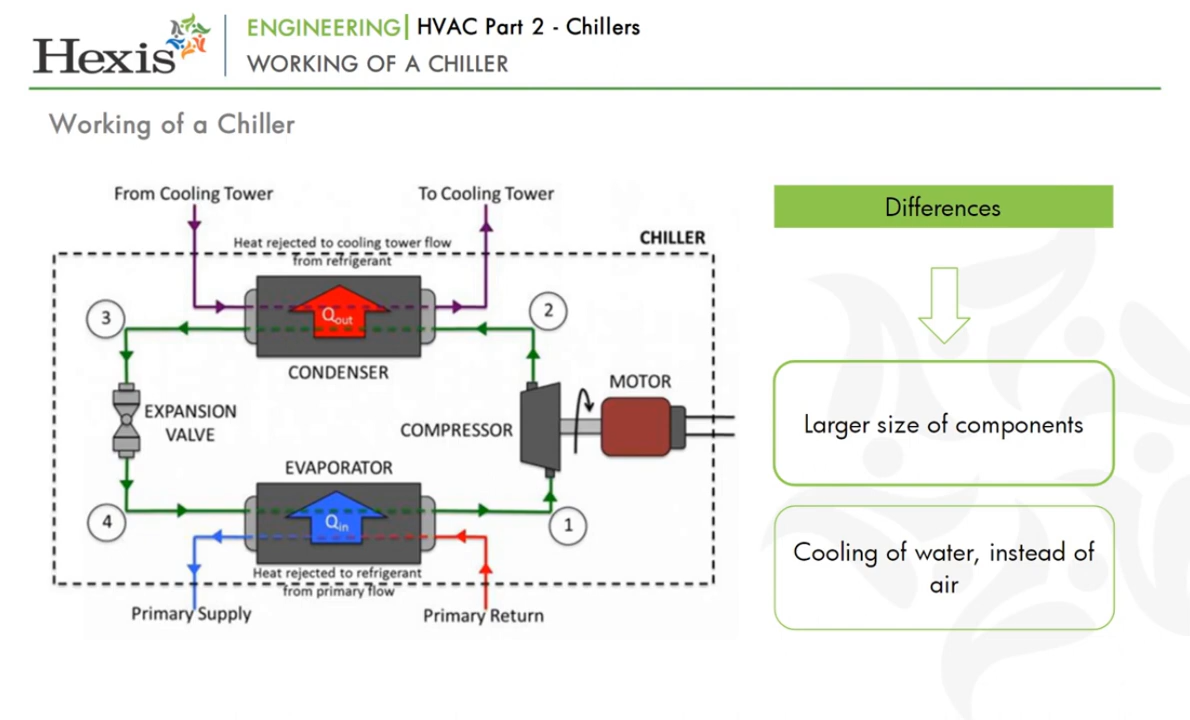 Hexis
ENGINEERING| HVAC Part 2 - Chillers
WORKING OF A CHILLER
Working of a Chiller
From Cooling Tower
To Cooling Tower
Heat rejected to cooling tower flow
from refrigerant
CHILLER
Qout
3
2
CONDENSER
MOTOR
EXPANSION
VALVE
COMPRESSOR
EVAPORATOR
Qin
4
1
Heat rejected to refrigerant
from primary flow
Primary Supply
Primary Return
Differences
Larger size of components
Cooling of water, instead of
air